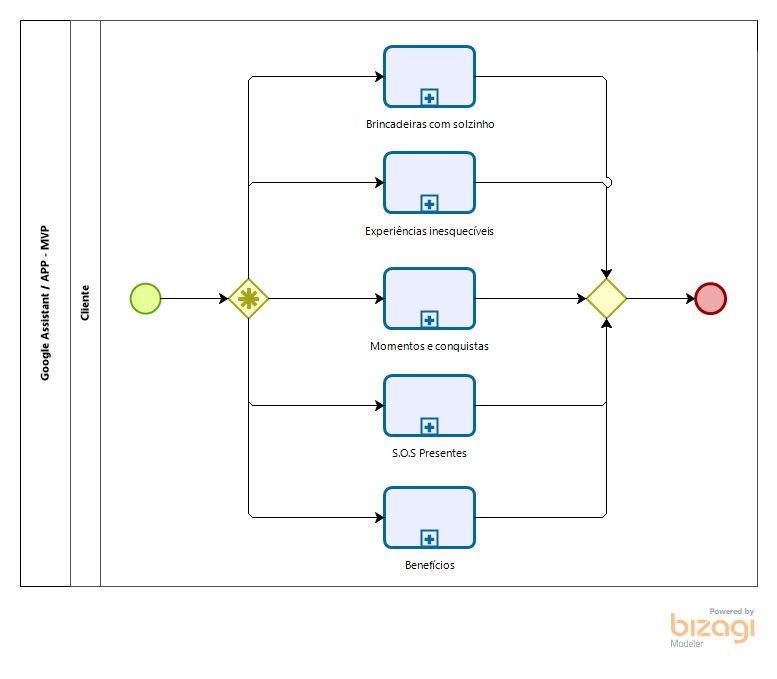 Google Assistant / APP - MVP
Cliente
Brincadeiras com solzinho
Experiências inesquecíveis
Momentos e conquistas
S.O.S Presentes
Benefícios
Powered by
bizagi
Modeler